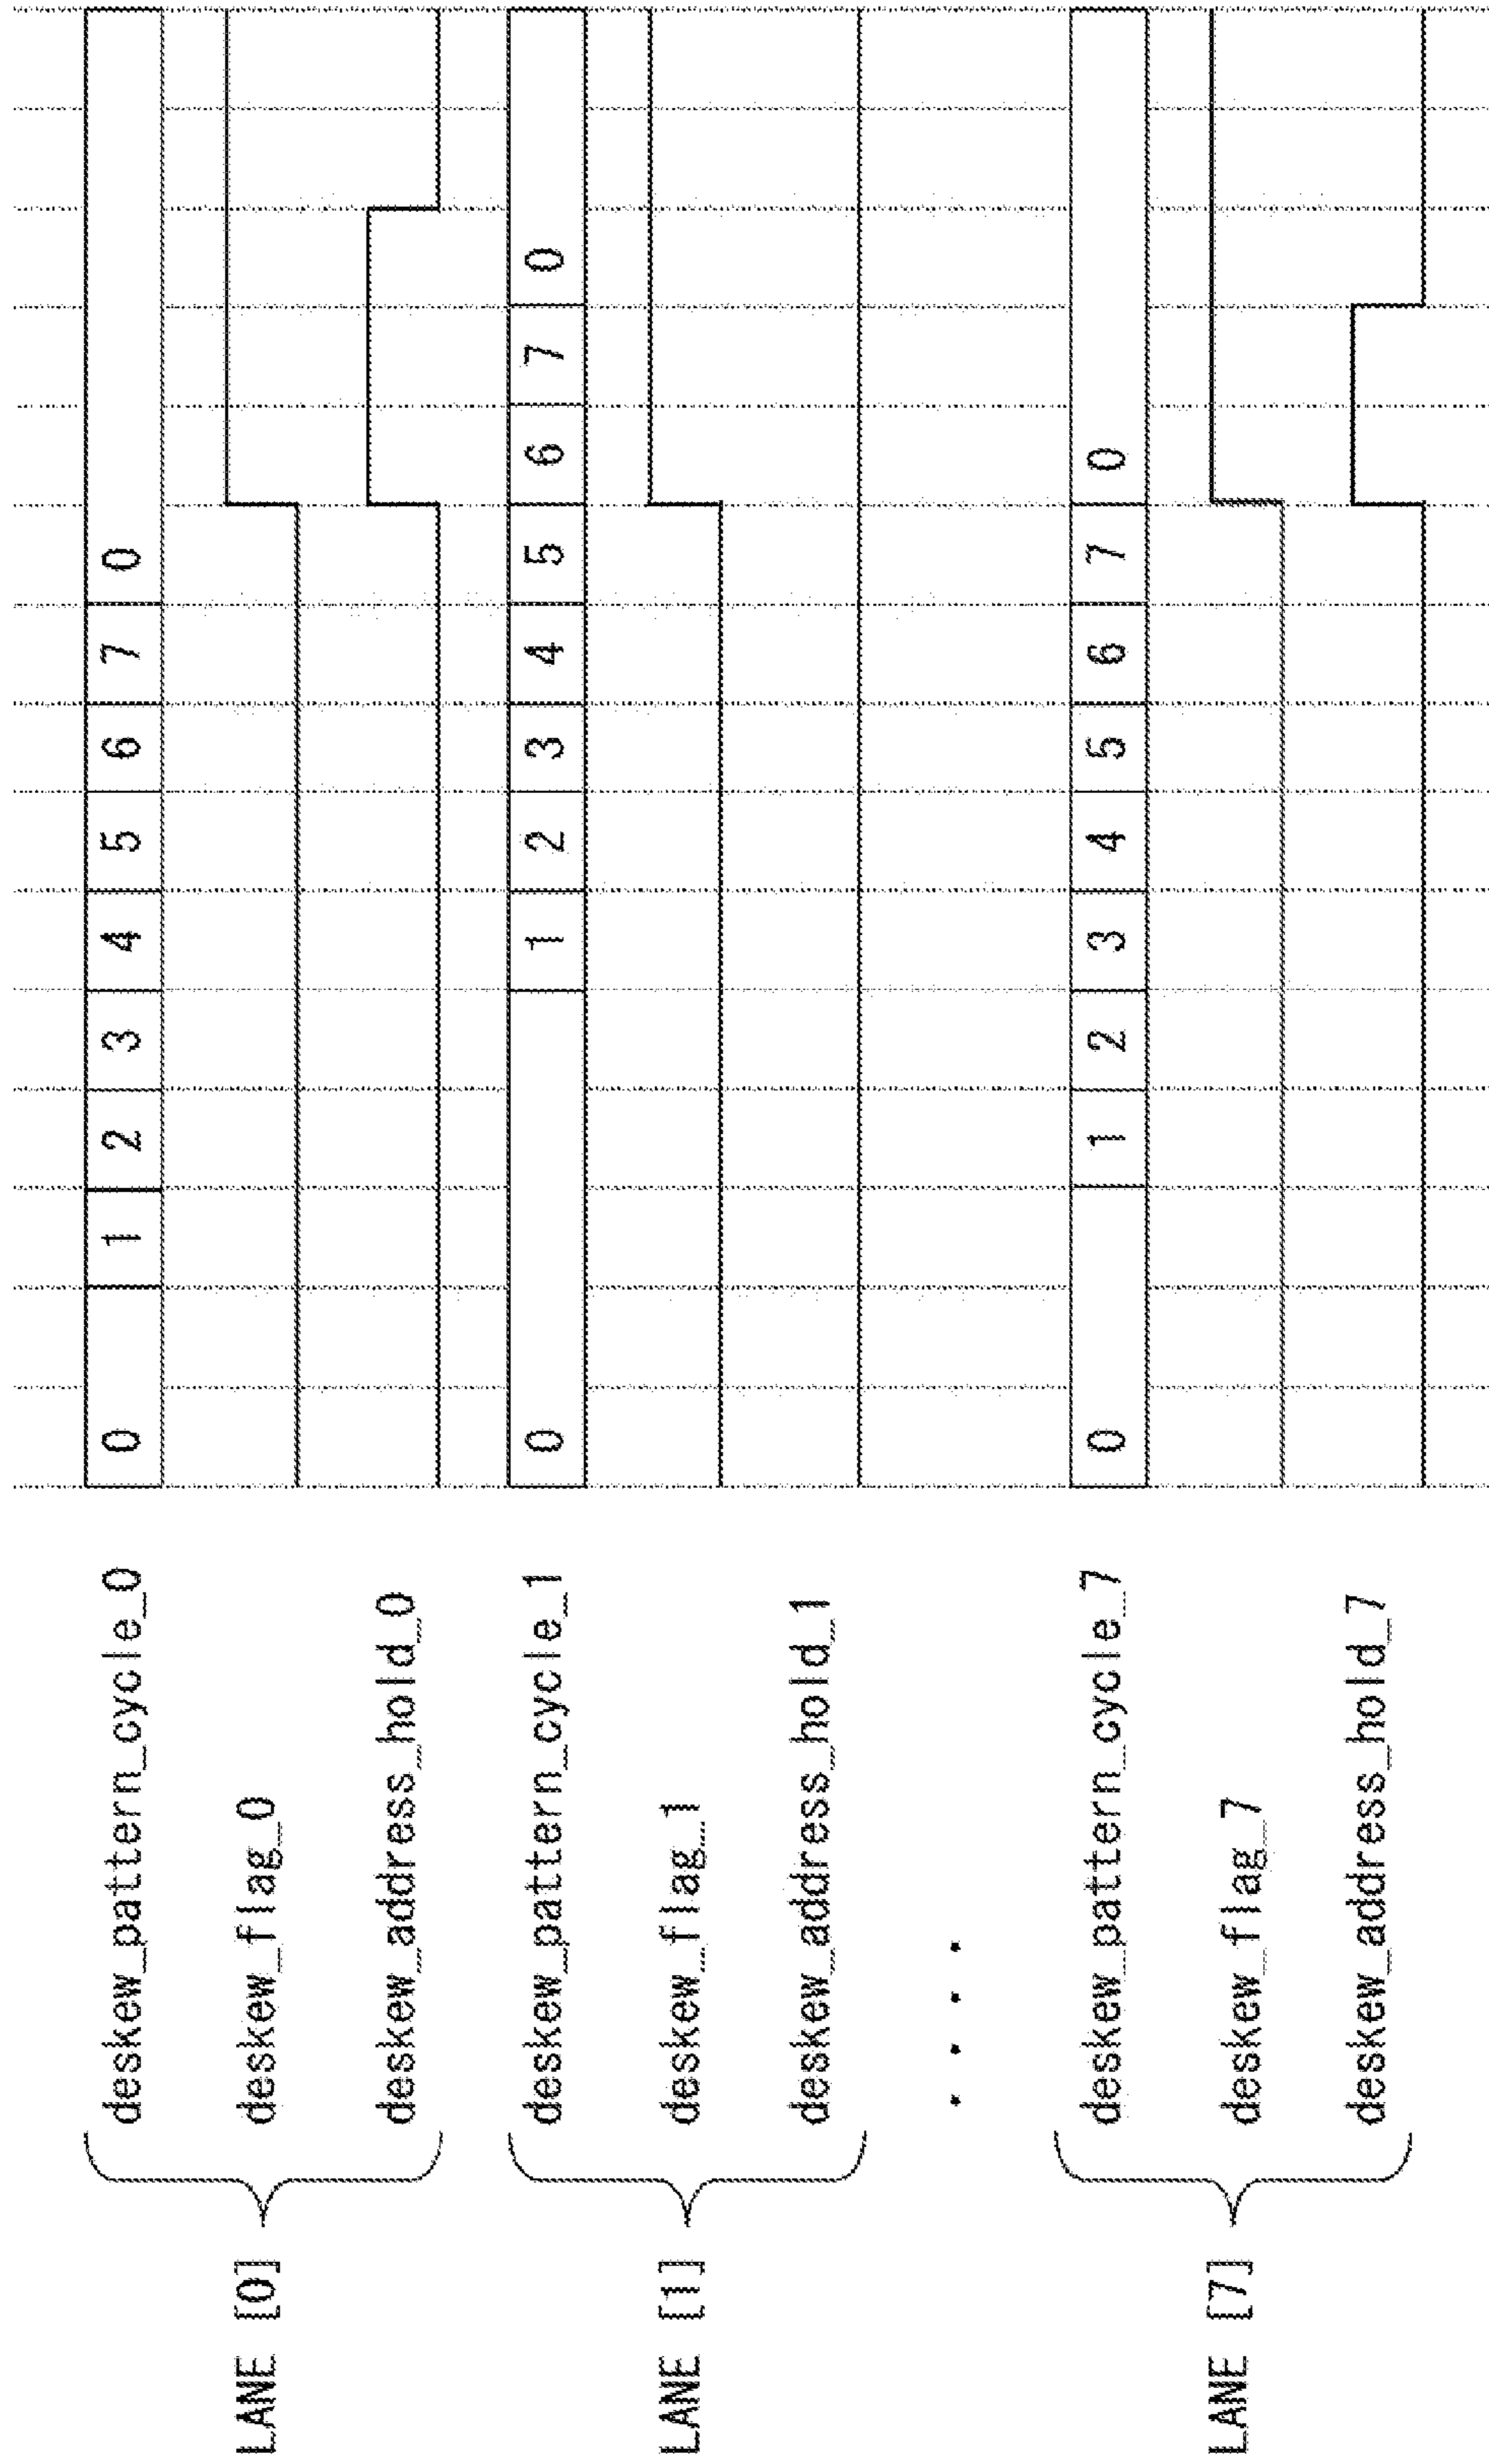 LANE [0]
deskew_pattern_cycle_0 0 1 2 3 4 5 6 7 0
deskew_flag_0
deskew_address_hold_0
LANE [1]
deskew_pattern_cycle_1 0 1 2 3 4 5 6 7 0
deskew_flag_1
deskew_address_hold_1
....
LANE [7]
deskew_pattern_cycle_7 0 1 2 3 4 5 6 7 0
deskew_flag_7
deskew_address_hold_7